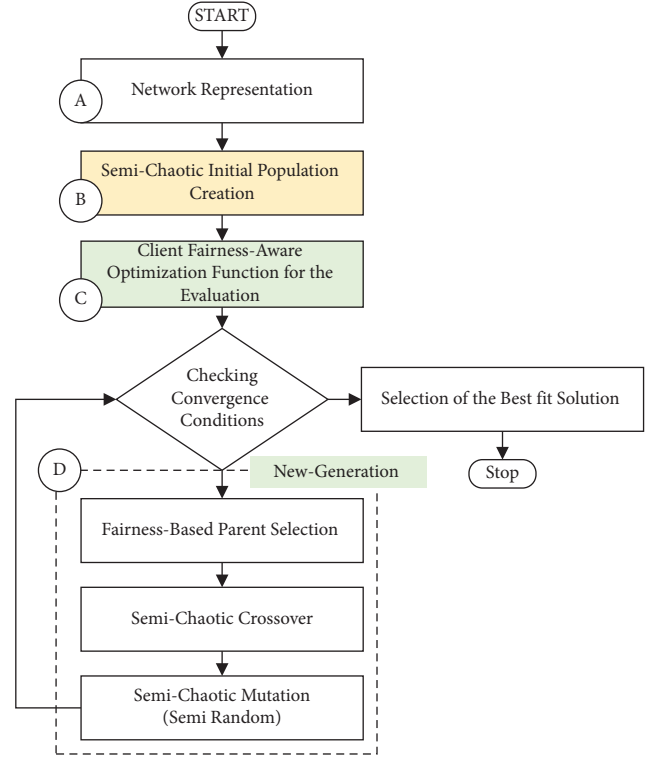 START
Network Representation
A
Semi-Chaotic Initial Population
Creation
B
Client Fairness-Aware
Optimization Function for the
Evaluation
C
Checking
Convergence
Conditions
Selection of the Best fit Solution
Stop
D
New-Generation
Fairness-Based Parent Selection
Semi-Chaotic Crossover
Semi-Chaotic Mutation
(Semi Random)